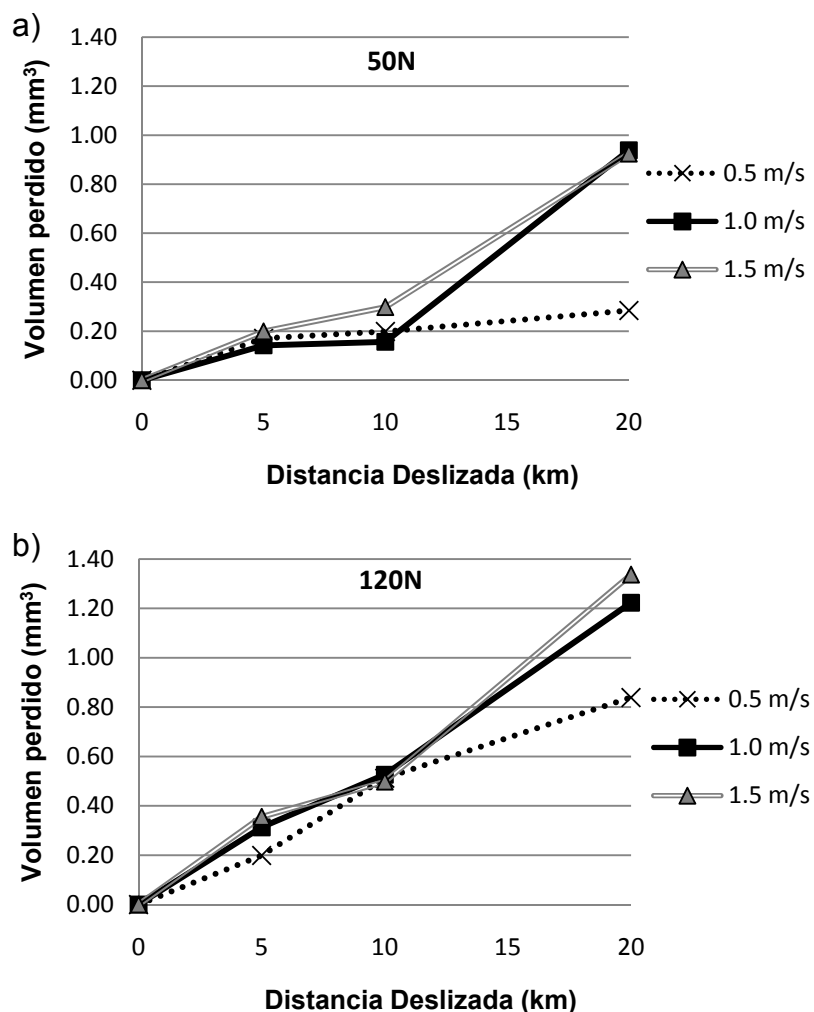 a)
50N
Volumen perdido (mm³)
1.40
1.20
1.00
0.80
0.60
0.40
0.20
0.00
0 5 10 15 20
Distancia Deslizada (km)
0.5 m/s
1.0 m/s
1.5 m/s
b)
120N
Volumen perdido (mm³)
1.40
1.20
1.00
0.80
0.60
0.40
0.20
0.00
0 5 10 15 20
Distancia Deslizada (km)
0.5 m/s
1.0 m/s
1.5 m/s